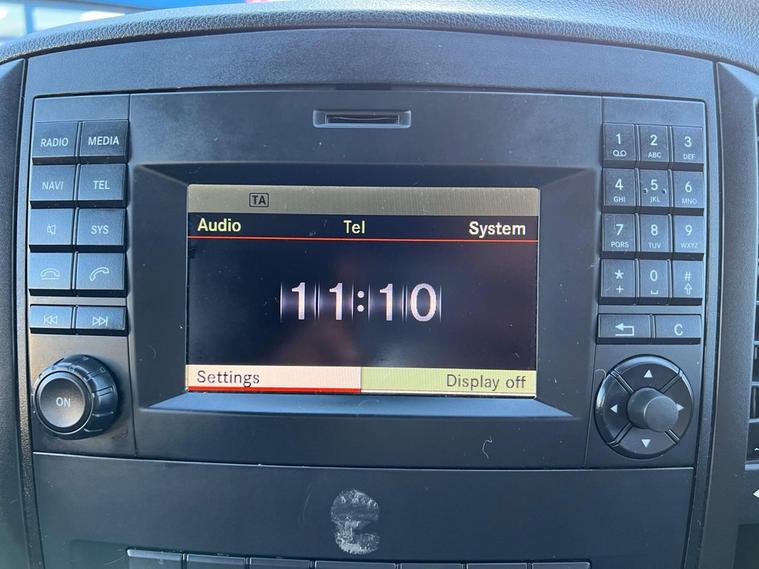 RADIO MEDIA
NAVI TEL
SYS
ON
TA
Audio Tel System
11:10
Settings Display off
1 2 ABC 3 DEF
4 GHI 5 JKL 6 MNO
7 PQRS 8 TUV 9 WXYZ
* + 0 #
C